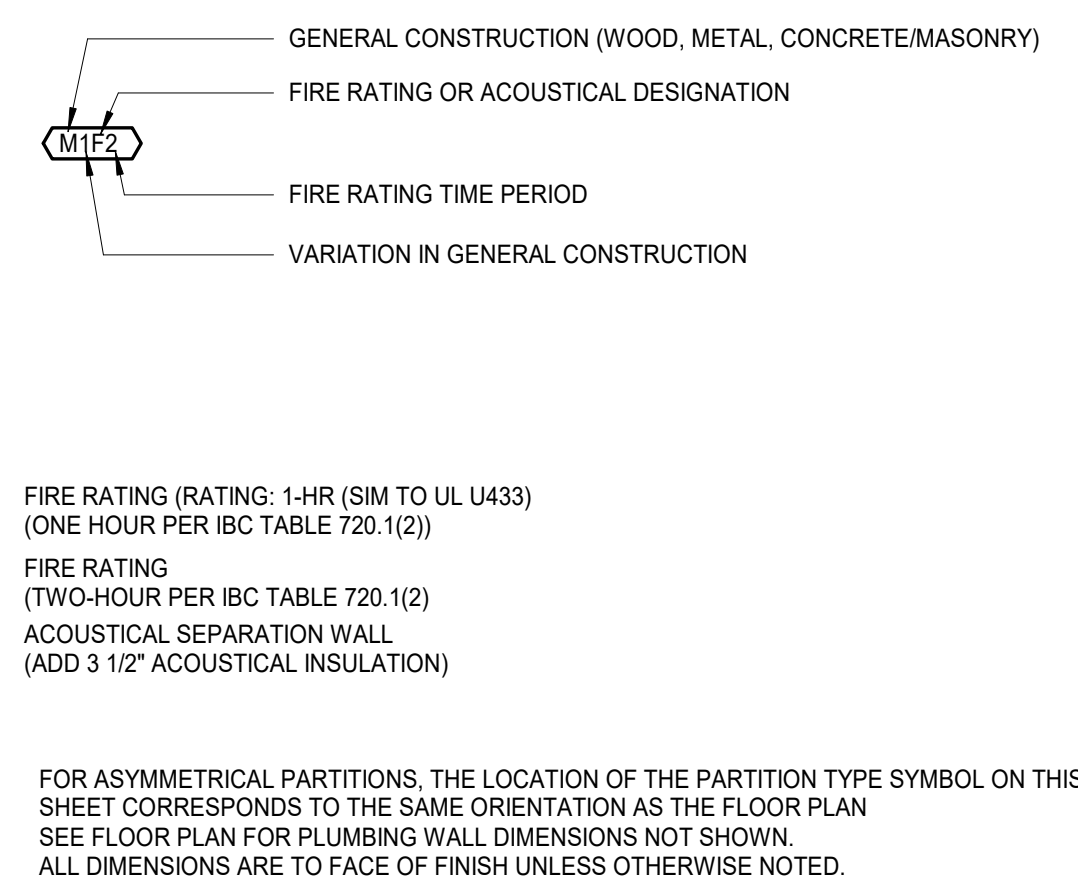 GENERAL CONSTRUCTION (WOOD, METAL, CONCRETE/MASONRY)
FIRE RATING OR ACOUSTICAL DESIGNATION
M1F2
FIRE RATING TIME PERIOD
VARIATION IN GENERAL CONSTRUCTION
FIRE RATING (RATING: 1-HR (SIM TO UL U433)
(ONE HOUR PER IBC TABLE 720.1(2))
FIRE RATING
(TWO-HOUR PER IBC TABLE 720.1(2)
ACOUSTICAL SEPARATION WALL
(ADD 3 1/2" ACOUSTICAL INSULATION)
FOR ASYMMETRICAL PARTITIONS, THE LOCATION OF THE PARTITION TYPE SYMBOL ON THIS
SHEET CORRESPONDS TO THE SAME ORIENTATION AS THE FLOOR PLAN
SEE FLOOR PLAN FOR PLUMBING WALL DIMENSIONS NOT SHOWN.
ALL DIMENSIONS ARE TO FACE OF FINISH UNLESS OTHERWISE NOTED.